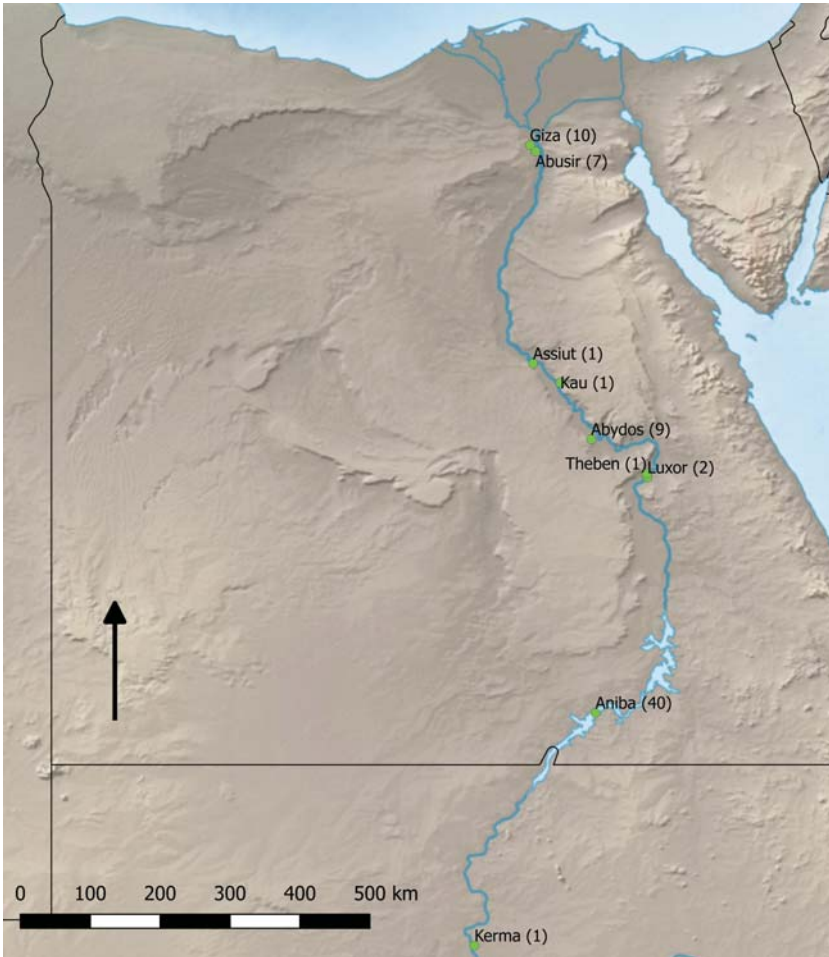 Giza (10)
Abusir (7)
Assiut (1)
Kau (1)
Abydos (9)
Theben (1)
Luxor (2)
Aniba (40)
0 100 200 300 400 500 km
Kerma (1)